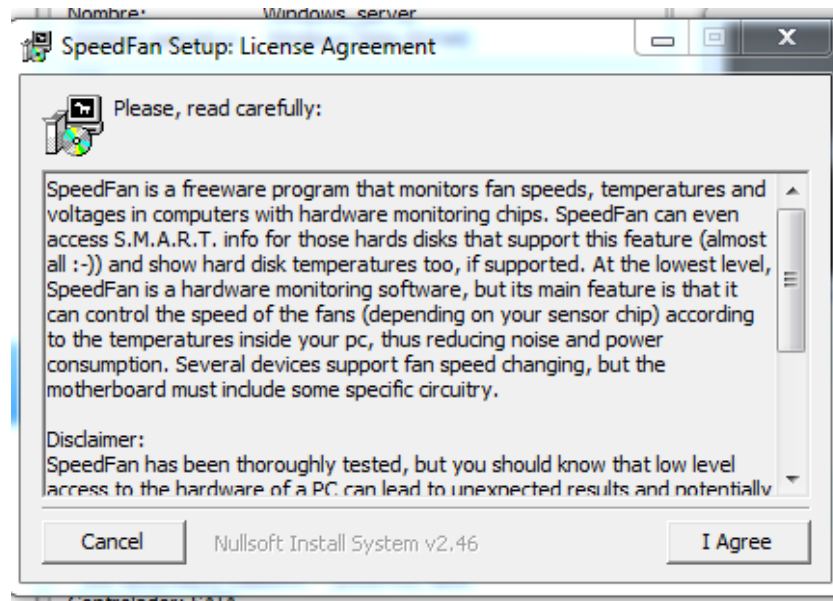 Nombre: Windows server
SpeedFan Setup: License Agreement
Please, read carefully:
SpeedFan is a freeware program that monitors fan speeds, temperatures and
voltages in computers with hardware monitoring chips. SpeedFan can even
access S.M.A.R.T. info for those hards disks that support this feature (almost
all :-)) and show hard disk temperatures too, if supported. At the lowest level,
SpeedFan is a hardware monitoring software, but its main feature is that it
can control the speed of the fans (depending on your sensor chip) according
to the temperatures inside your pc, thus reducing noise and power
consumption. Several devices support fan speed changing, but the
motherboard must include some specific circuitry.
Disclaimer:
SpeedFan has been thoroughly tested, but you should know that low level
access to the hardware of a PC can lead to unexpected results and potentially
Cancel
Nullsoft Install System v2.46
I Agree